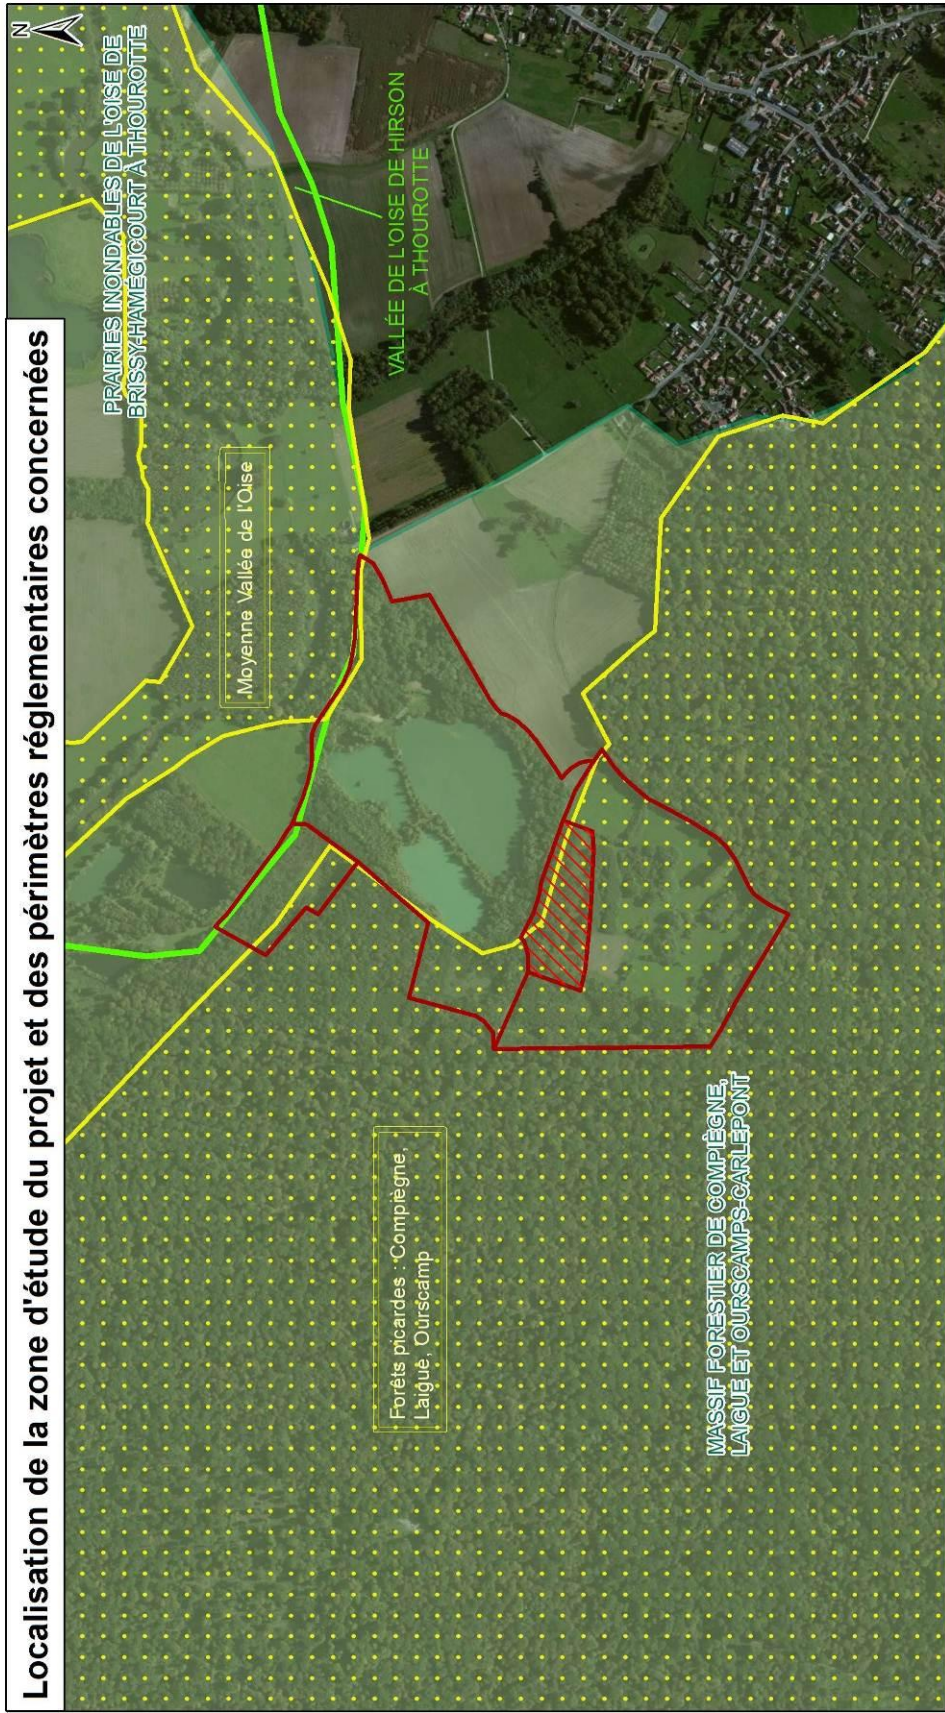 Localisation de la zone d'étude du projet et des périmètres réglementaires concernées
N
PRAIRIES INONDABLES DE L'OISE DE
BRISSY-HAMÉGICOURT À THOUROTTE
Moyenne Vallée de l'Oise
VALLÉE DE L'OISE DE HIRSON
À THOUROTTE
Forêts picardes : Compiègne,
Laigue, Ourscamp
MASSIF FORESTIER DE COMPIÈGNE,
LAIGUE ET OURSCAMPS-CARLEPONT